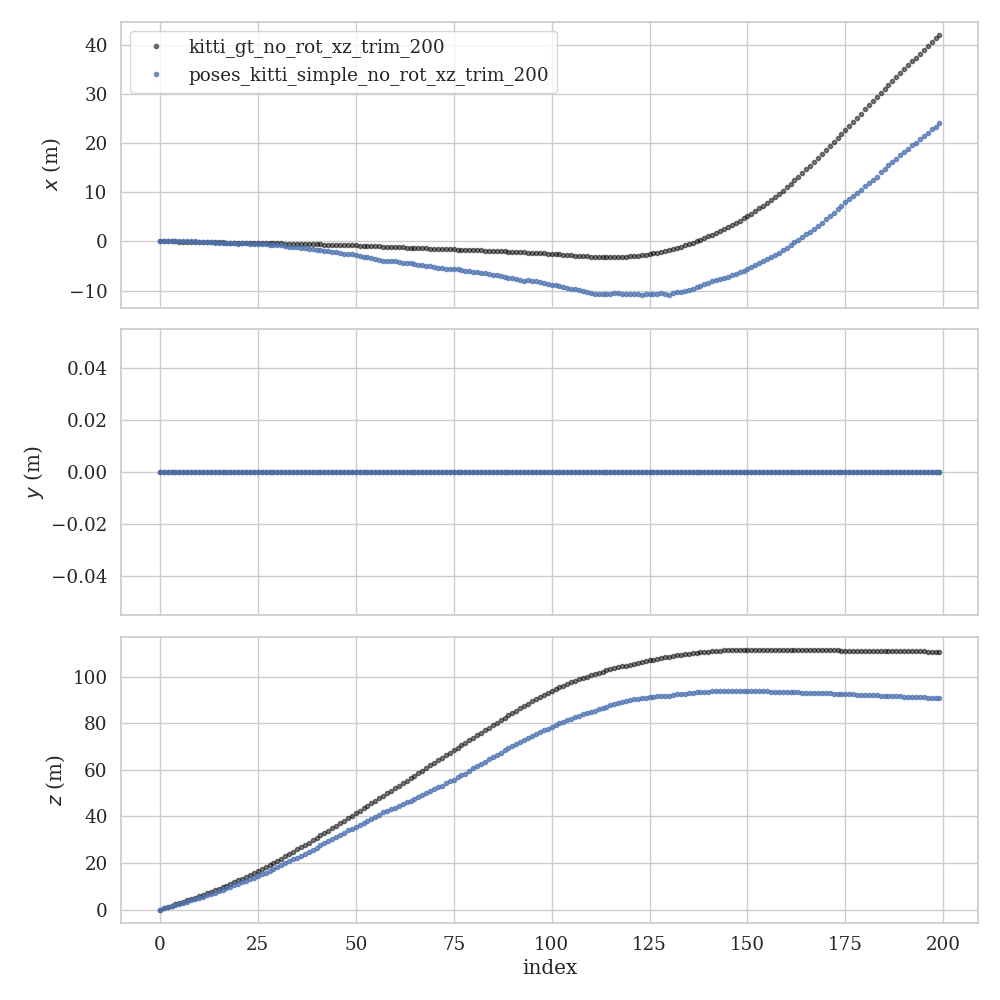 kitti_gt_no_rot_xz_trim_200
poses_kitti_simple_no_rot_xz_trim_200
40
30
20
10
0
−10
x (m)
0.04
0.02
0.00
−0.02
−0.04
y (m)
100
80
60
40
20
0
z (m)
0 25 50 75 100 125 150 175 200
index